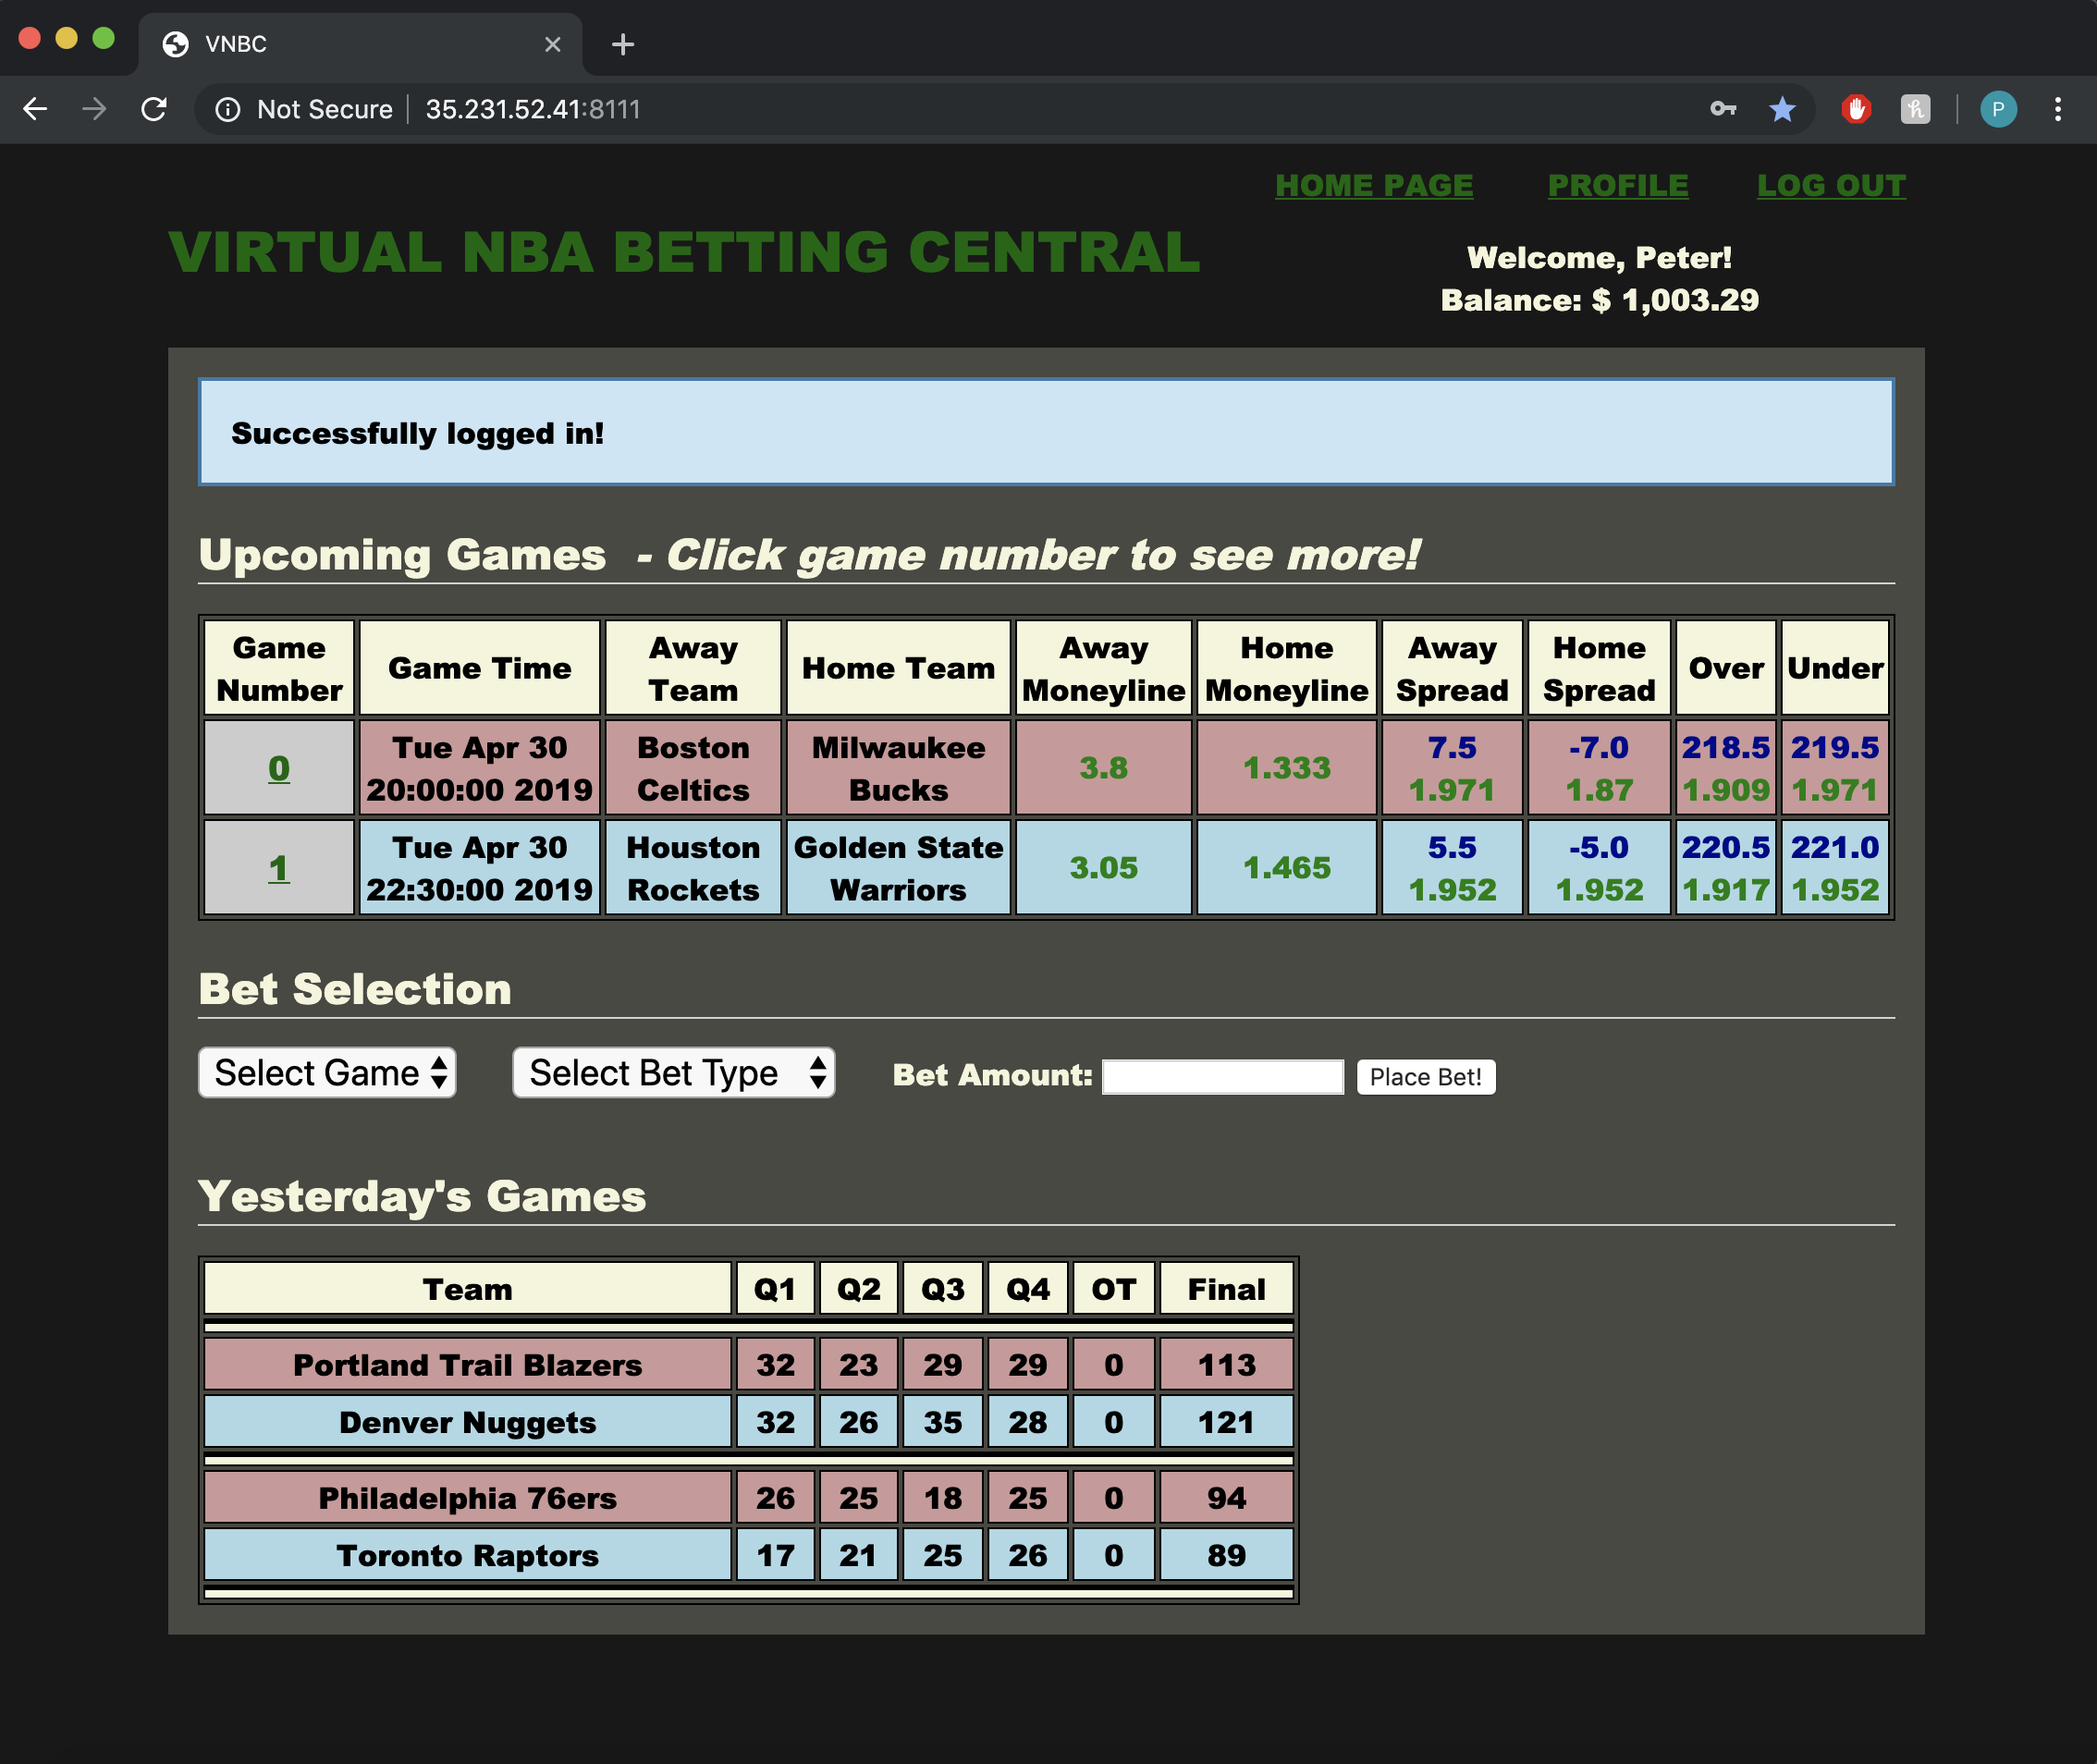 VNBC
Not Secure 35.231.52.41:8111
P
HOME PAGE PROFILE LOG OUT
VIRTUAL NBA BETTING CENTRAL
Welcome, Peter!
Balance: $ 1,003.29
Successfully logged in!
Upcoming Games - Click game number to see more!
Game Number Game Time Away Team Home Team Away Moneyline Home Moneyline Away Spread Home Spread Over Under
0 Tue Apr 30 20:00:00 2019 Boston Celtics Milwaukee Bucks 3.8 1.333 7.5 1.971 -7.0 1.87 218.5 1.909 219.5 1.971
1 Tue Apr 30 22:30:00 2019 Houston Rockets Golden State Warriors 3.05 1.465 5.5 1.952 -5.0 1.952 220.5 1.917 221.0 1.952
Bet Selection
Select Game Select Bet Type Bet Amount: Place Bet!
Yesterday's Games
Team Q1 Q2 Q3 Q4 OT Final
Portland Trail Blazers 32 23 29 29 0 113
Denver Nuggets 32 26 35 28 0 121
Philadelphia 76ers 26 25 18 25 0 94
Toronto Raptors 17 21 25 26 0 89